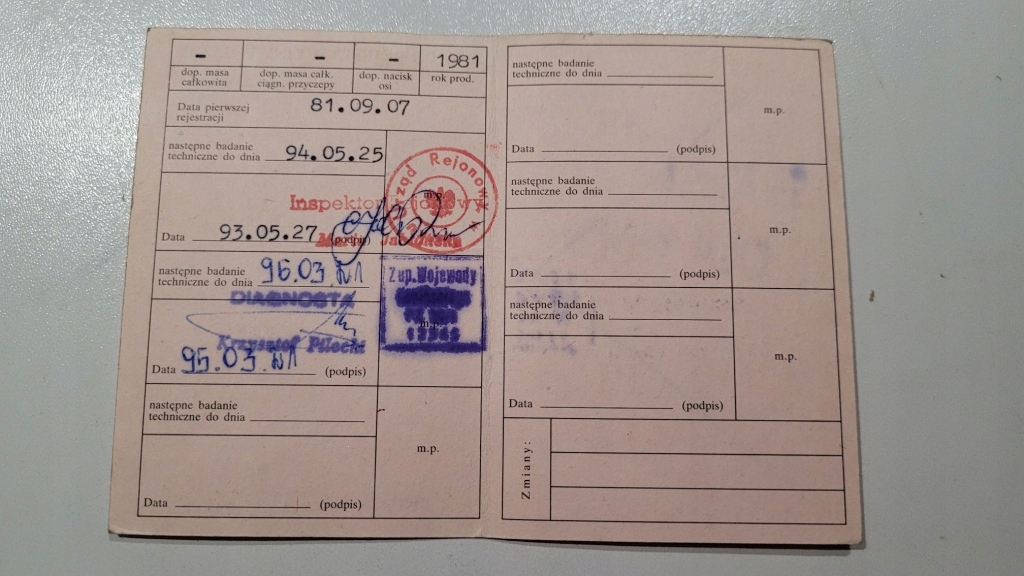 - - - 1981
dop. masa całkowita
dop. masa całk. ciągn. przyczepy
dop. nacisk osi
rok prod.
Data pierwszej rejestracji 81.09.07
następne badanie
techniczne do dnia 94.05.25
m.p.
Urząd Rejonowy
Inspektor
Data 93.05.27 (podpis)
następne badanie
techniczne do dnia 96.03
DIAGNOSTA
Krzysztof Pilecki
Data 95.03 (podpis)
Z up. Wojewody
m.p.
następne badanie
techniczne do dnia
m.p.
Data (podpis)
następne badanie
techniczne do dnia
m.p.
Data (podpis)
następne badanie
techniczne do dnia
m.p.
Data (podpis)
następne badanie
techniczne do dnia
m.p.
Data (podpis)
Zmiany: